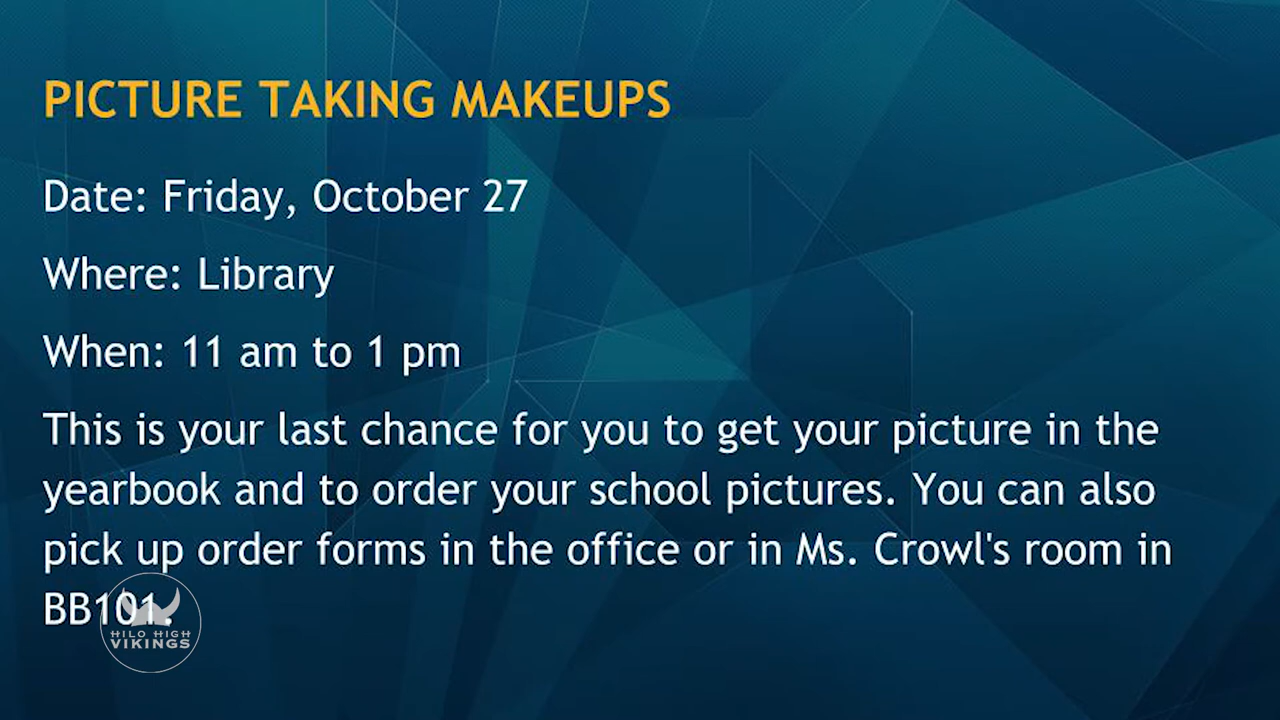 PICTURE TAKING MAKEUPS
Date: Friday, October 27
Where: Library
When: 11 am to 1 pm
This is your last chance for you to get your picture in the
yearbook and to order your school pictures. You can also
pick up order forms in the office or in Ms. Crowl's room in
BB101.
HILO HIGH
VIKINGS